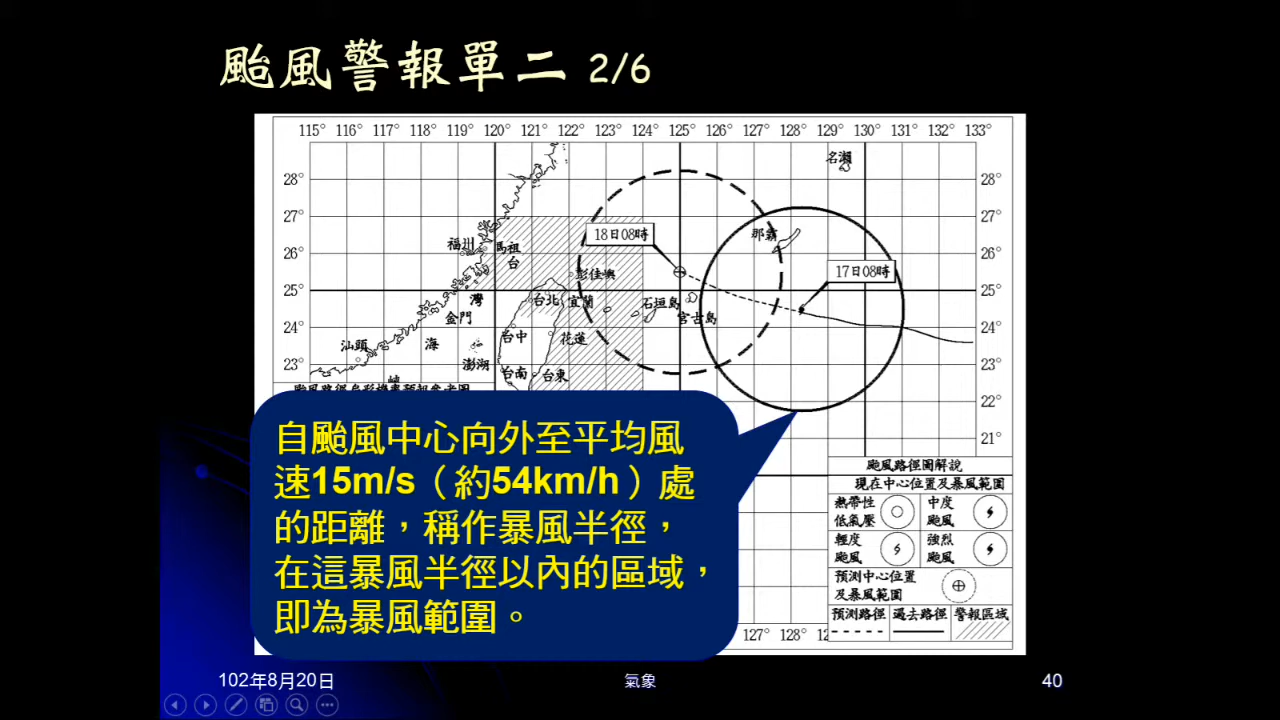 颱風警報單二 2/6
115° 116° 117° 118° 119° 120° 121° 122° 123° 124° 125° 126° 127° 128° 129° 130° 131° 132° 133°
名瀨
28° 28°
27° 27°
18日08時
那霸
福州
馬祖
26° 26°
台
彭佳嶼
17日08時
25° 25°
灣
台北
宜蘭
石垣島
宮古島
金門
24° 24°
汕頭
海
台中
花蓮
澎湖
23° 23°
台南
台東
峽
22°
21°
自颱風中心向外至平均風
速15m/s（約54km/h）處
的距離，稱作暴風半徑，
在這暴風半徑以內的區域，
即為暴風範圍。
颱風路徑圖解說
現在中心位置及暴風範圍
熱帶性
低氣壓
中度
颱風
輕度
颱風
強烈
颱風
預測中心位置
及暴風範圍
預測路徑 過去路徑 警報區域
127° 128°
102年8月20日
氣象
40